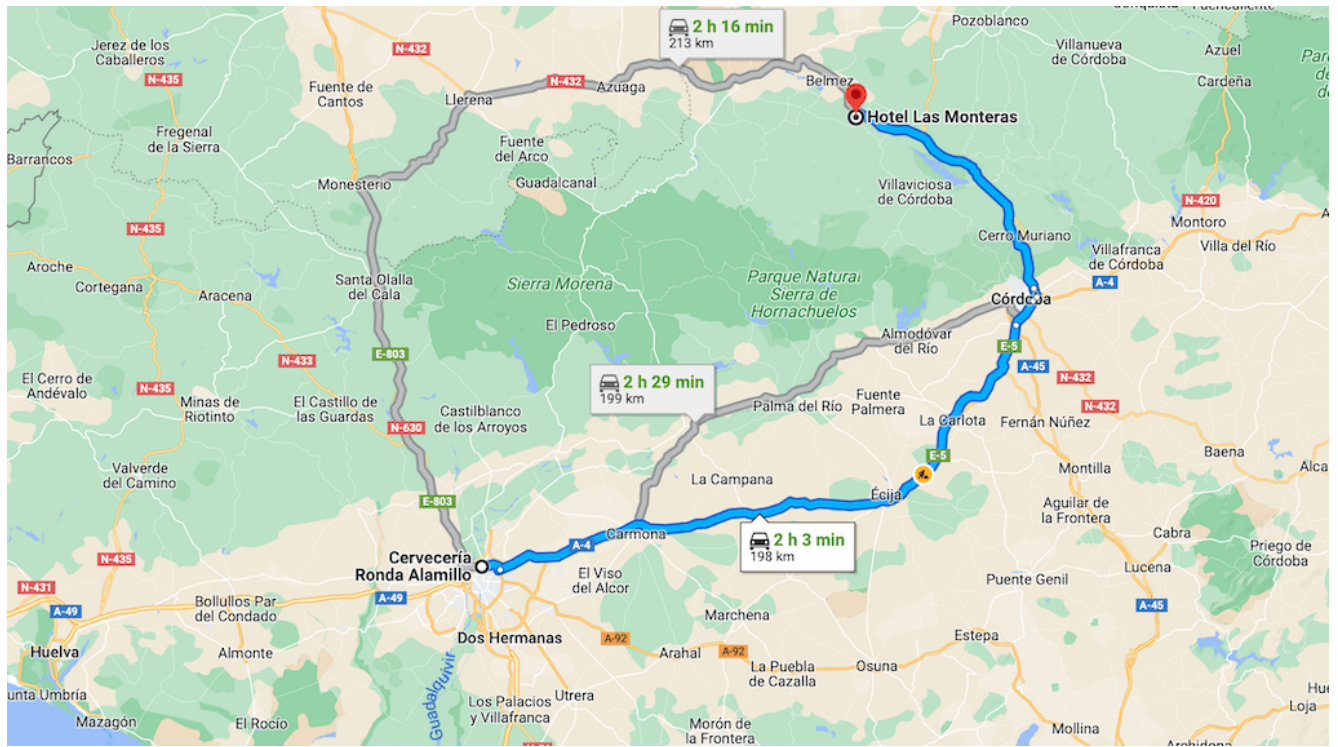 Jerez de los
Caballeros
N-432
2 h 16 min
213 km
Pozoblanco
Villanueva
de Córdoba
Azuel
Cardeña
N-435
Fuente de
Cantos
Llerena
N-432
Azuaga
Belmez
Hotel Las Monteras
Fregenal
de la Sierra
Barrancos
Fuente
del Arco
Guadalcanal
Monesterio
Villaviciosa
de Córdoba
N-420
Montoro
N-435
Cerro Muriano
Villafranca
de Córdoba
Villa del Río
Aroche
Cortegana
Aracena
Santa Olalla
del Cala
Sierra Morena
Parque Natural
Sierra de
Hornachuelos
Córdoba
A-4
El Pedroso
Almodóvar
del Río
E-5
A-45
E-803
N-433
N-432
El Cerro de
Andévalo
N-435
Minas de
Riotinto
El Castillo de
las Guardas
2 h 29 min
199 km
Castilblanco
de los Arroyos
N-630
Palma del Río
Fuente
Palmera
La Carlota
Fernán Núñez
N-432
Baena
E-5
Montilla
Valverde
del Camino
La Campana
Écija
E-803
Aguilar de
la Frontera
Cabra
Carmona
A-4
2 h 3 min
198 km
Priego de
Córdoba
N-435
Cervecería
Ronda Alamillo
El Viso
del Alcor
Lucena
Puente Genil
N-431
A-49
Bollullos Par
del Condado
A-49
Marchena
A-45
Dos Hermanas
A-92
Estepa
Huelva
Almonte
Arahal
A-92
La Puebla
de Cazalla
Osuna
Guadalquivir
Los Palacios
y Villafranca
Utrera
Mazagón
El Rocío
Morón de
la Frontera
Mollina